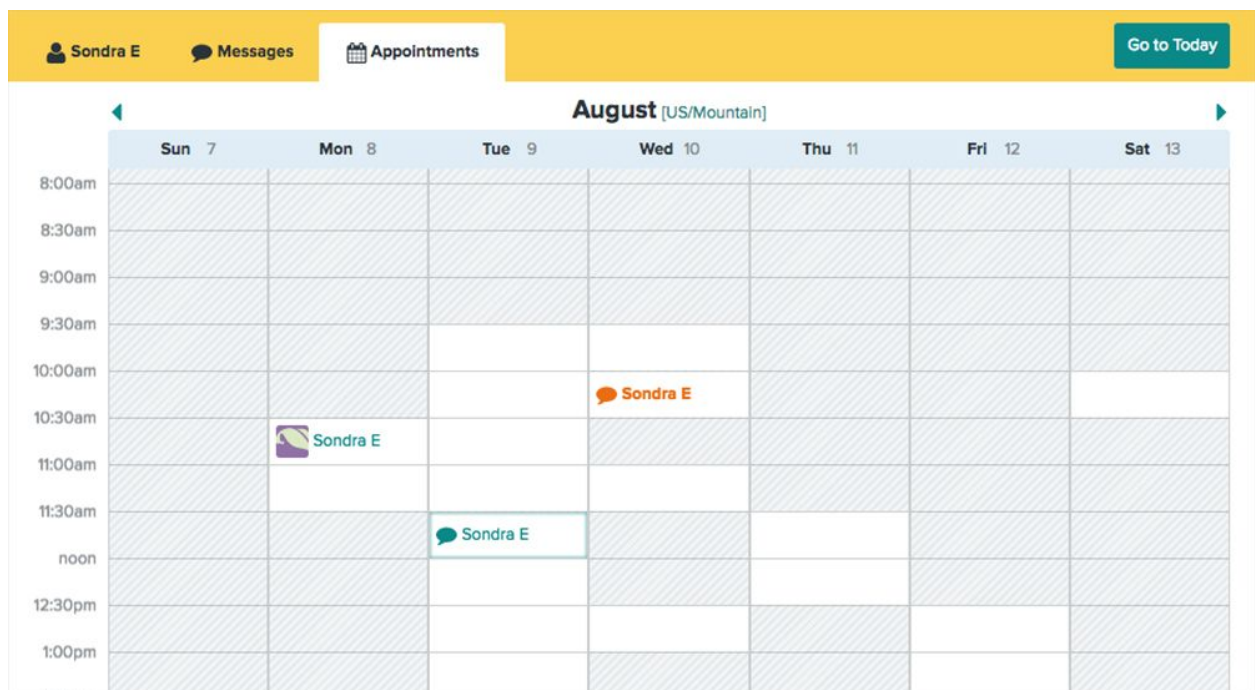 Sondra E Messages Appointments Go to Today
August [US/Mountain]
Sun 7 Mon 8 Tue 9 Wed 10 Thu 11 Fri 12 Sat 13
8:00am
8:30am
9:00am
9:30am
10:00am
Sondra E
10:30am
Sondra E
11:00am
11:30am
Sondra E
noon
12:30pm
1:00pm